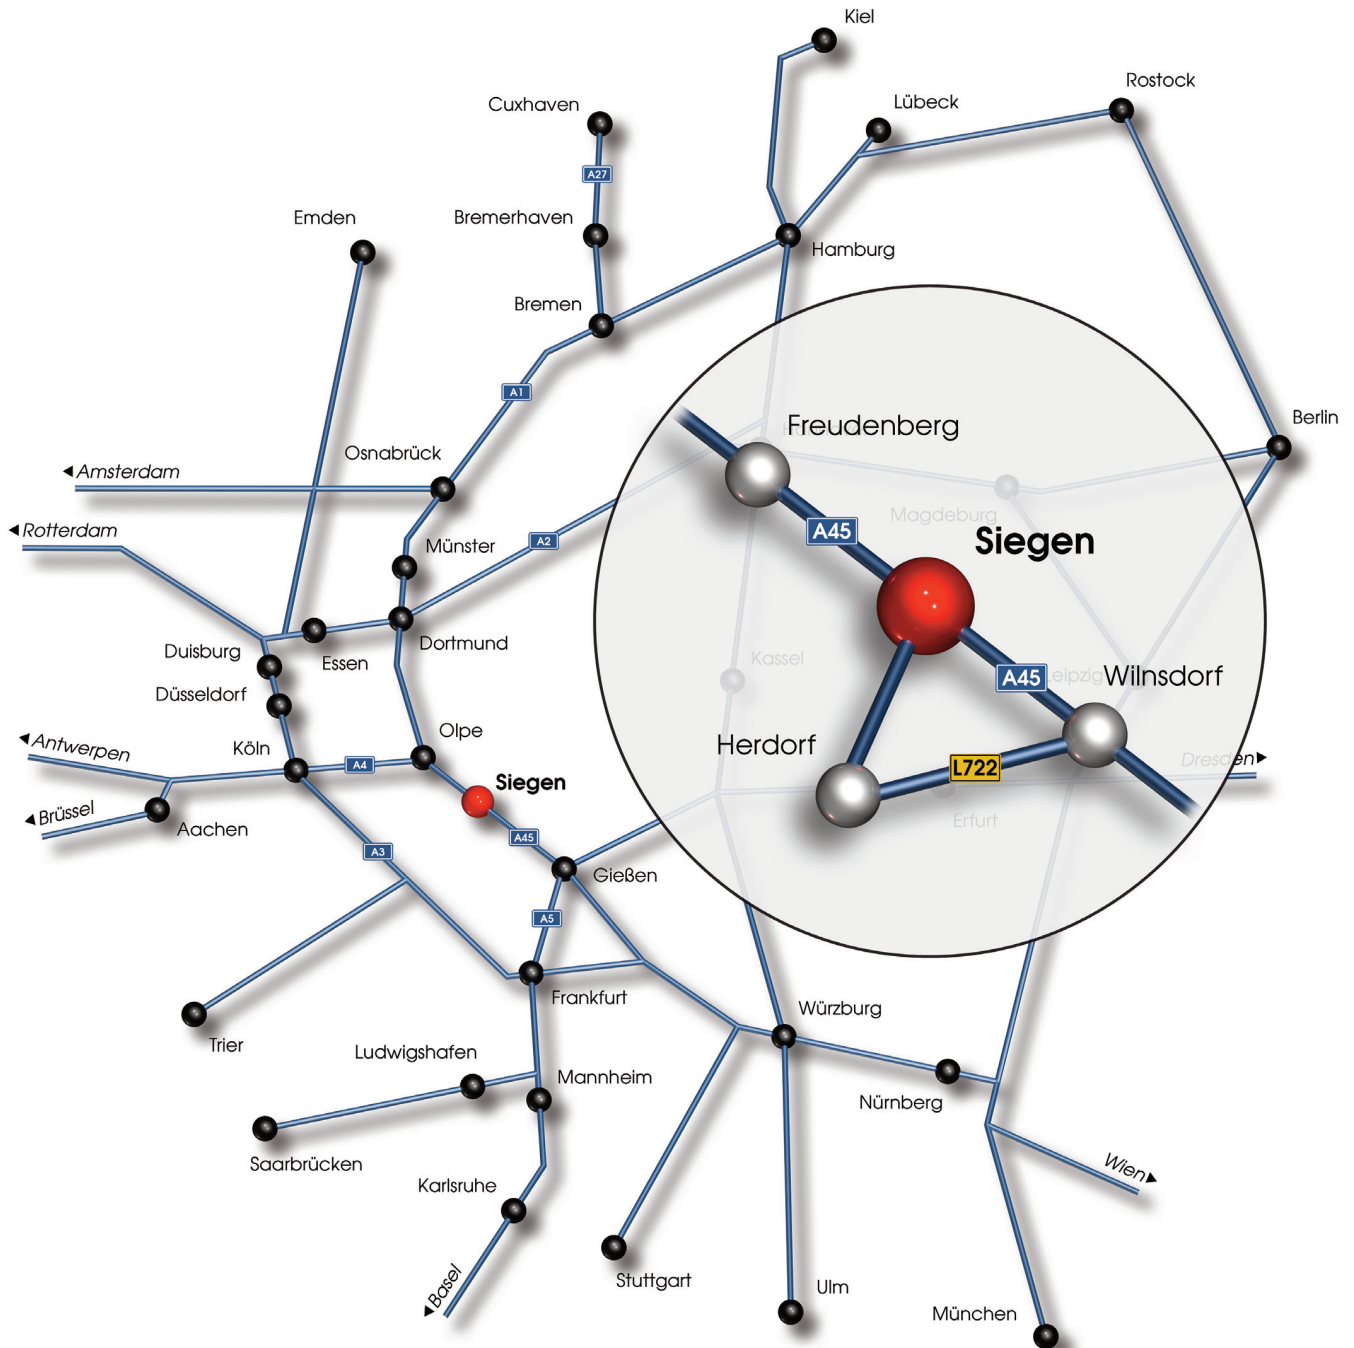 Kiel
Rostock
Lübeck
Cuxhaven
A27
Emden
Bremerhaven
Hamburg
Bremen
A1
Berlin
Freudenberg
Osnabrück
Amsterdam
Magdeburg
Rotterdam
A45
A2
Siegen
Münster
Dortmund
Duisburg
Essen
Kassel
Leipzig
A45
Wilnsdorf
Düsseldorf
Olpe
Herdorf
Antwerpen
Köln
A4
Dresden
L722
Siegen
Brüssel
Aachen
Erfurt
A45
A3
Gießen
A5
Frankfurt
Würzburg
Trier
Ludwigshafen
Mannheim
Nürnberg
Saarbrücken
Wien
Karlsruhe
Basel
Stuttgart
Ulm
München